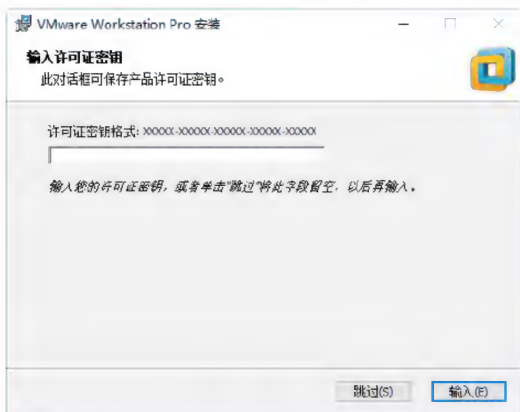 VMware Workstation Pro 安装
输入许可证密钥
此对话框可保存产品许可证密钥。
许可证密钥格式: XXXXX-XXXXX-XXXXX-XXXXX-XXXXX
输入您的许可证密钥，或者单击“跳过”将此字段留空，以后再输入。
跳过(S) 输入(E)